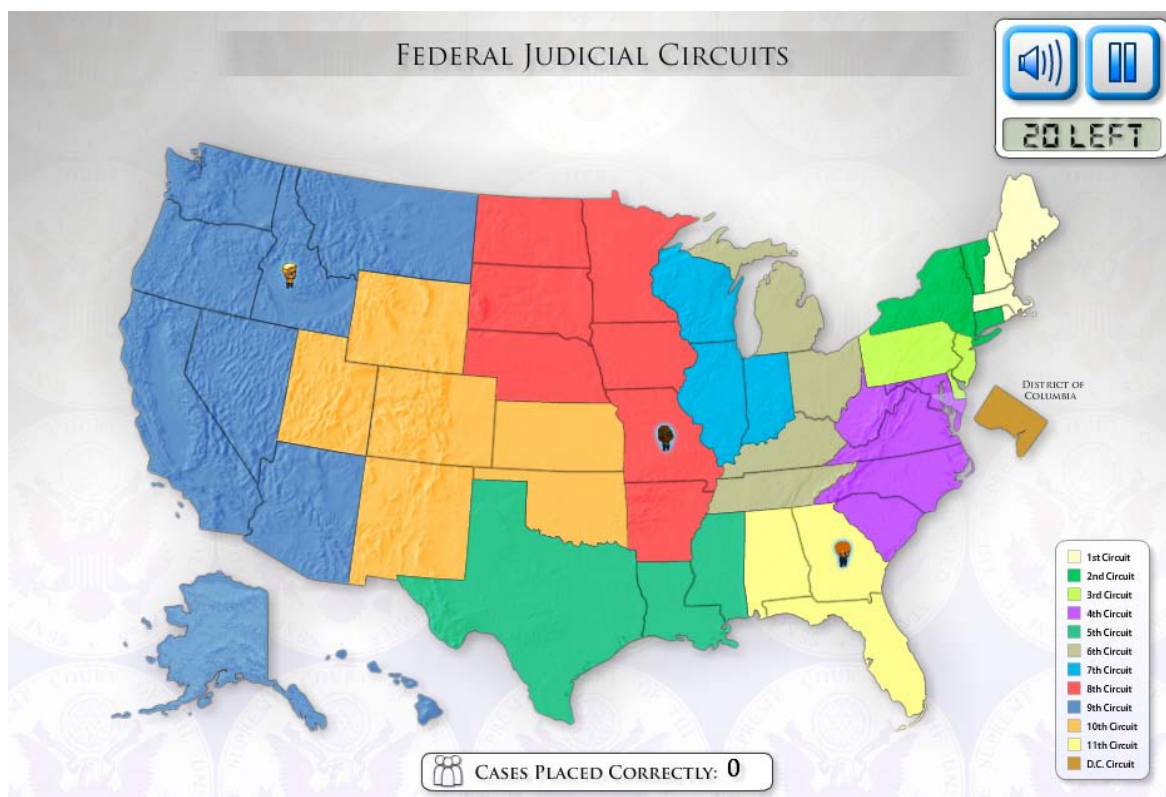 FEDERAL JUDICIAL CIRCUITS
20 LEFT
DISTRICT OF
COLUMBIA
1st Circuit
2nd Circuit
3rd Circuit
4th Circuit
5th Circuit
6th Circuit
7th Circuit
8th Circuit
9th Circuit
10th Circuit
11th Circuit
D.C. Circuit
CASES PLACED CORRECTLY: 0